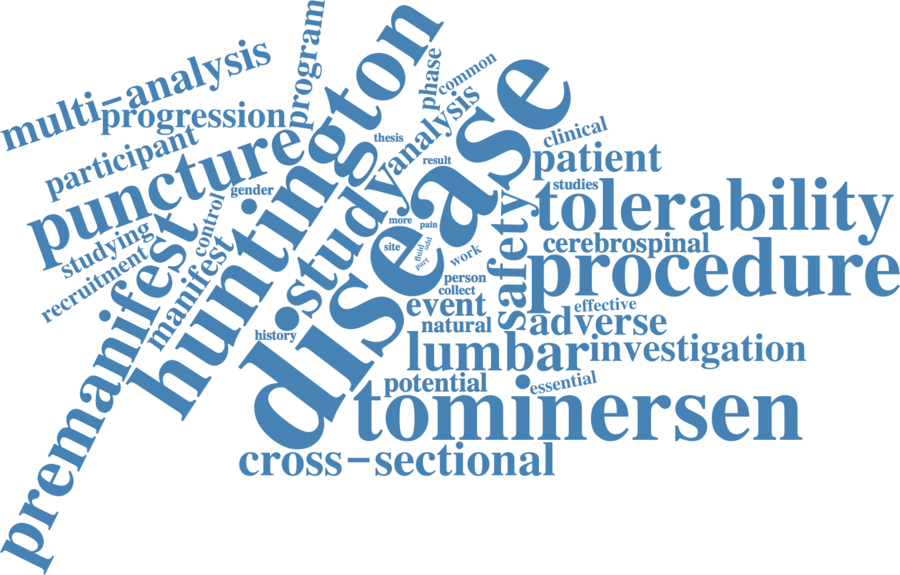 program
huntington
multi-analysis
progression
phase
common
disease
participant
puncture
analysis
thesis
result
clinical
patient
gender
control
study
studies
tolerability
more
pain
safety
cerebrospinal
studying
site
fluid
odd
part
work
procedure
recruitment
manifest
premanifest
person
collect
event
natural
effective
adverse
history
lumbar
investigation
potential
essential
tominersen
cross-sectional